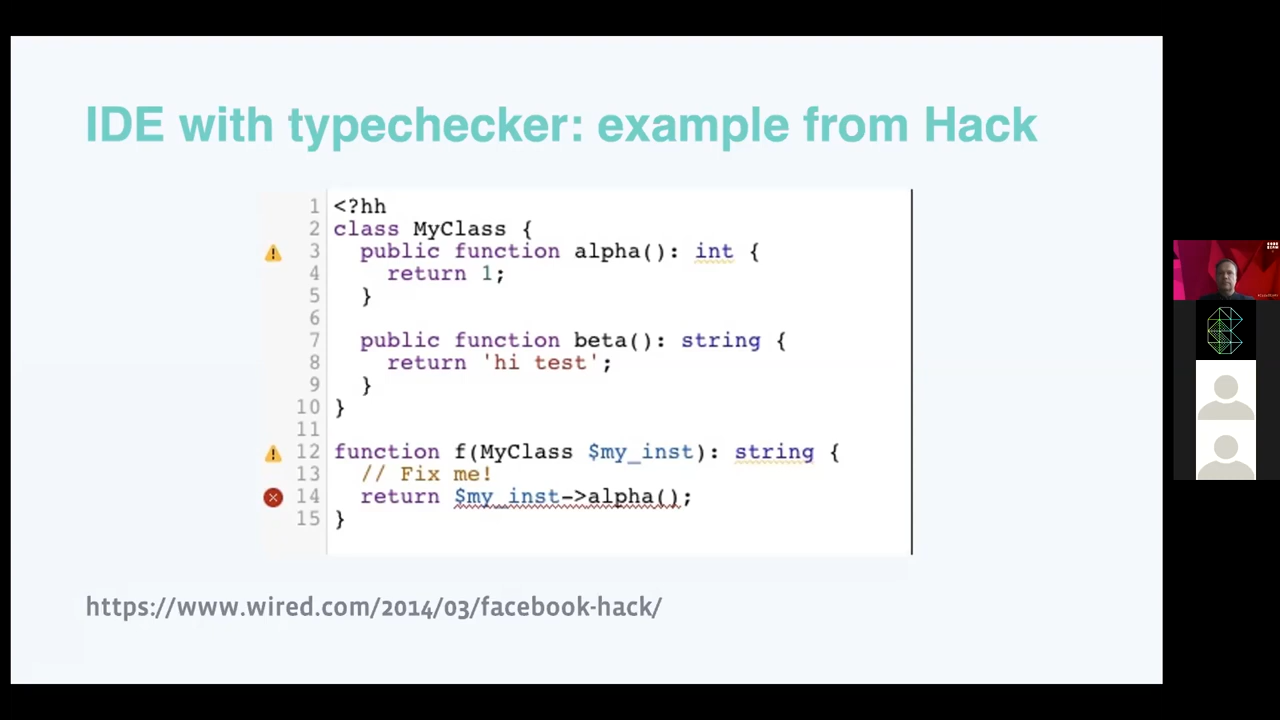 IDE with typechecker: example from Hack
1 <?hh
2 class MyClass {
3 public function alpha(): int {
4 return 1;
5 }
6
7 public function beta(): string {
8 return 'hi test';
9 }
10 }
11
12 function f(MyClass $my_inst): string {
13 // Fix me!
14 return $my_inst->alpha();
15 }
https://www.wired.com/2014/03/facebook-hack/